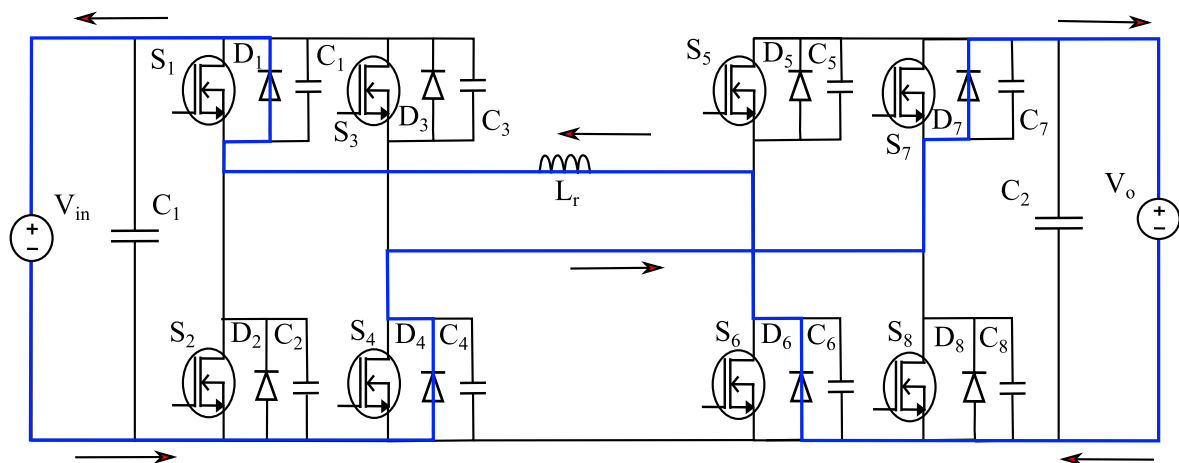 S1 D1 C1
S3 D3 C3
S5 D5 C5
S7 D7 C7
Lr
Vin C1
C2 Vo
S2 D2 C2
S4 D4 C4
S6 D6 C6
S8 D8 C8